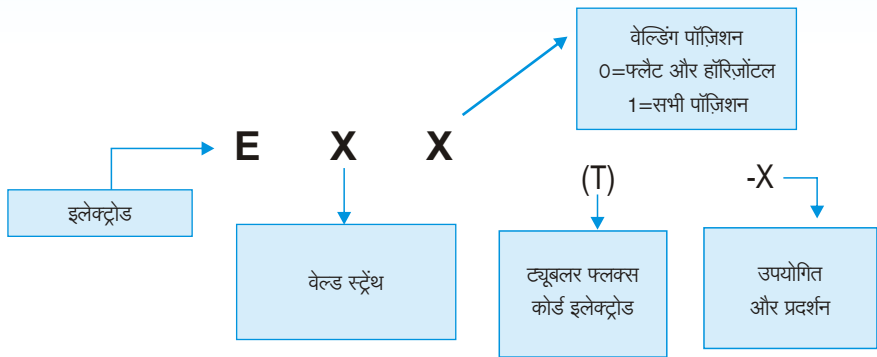 वेल्डिंग पॉज़िशन
0=फ्लैट और हॉरिज़ोंटल
1=सभी पॉज़िशन
E X X
(T) -X
इलेक्ट्रोड
वेल्ड स्ट्रेंथ
ट्यूबलर फ्लक्स
कोर्ड इलेक्ट्रोड
उपयोगित
और प्रदर्शन